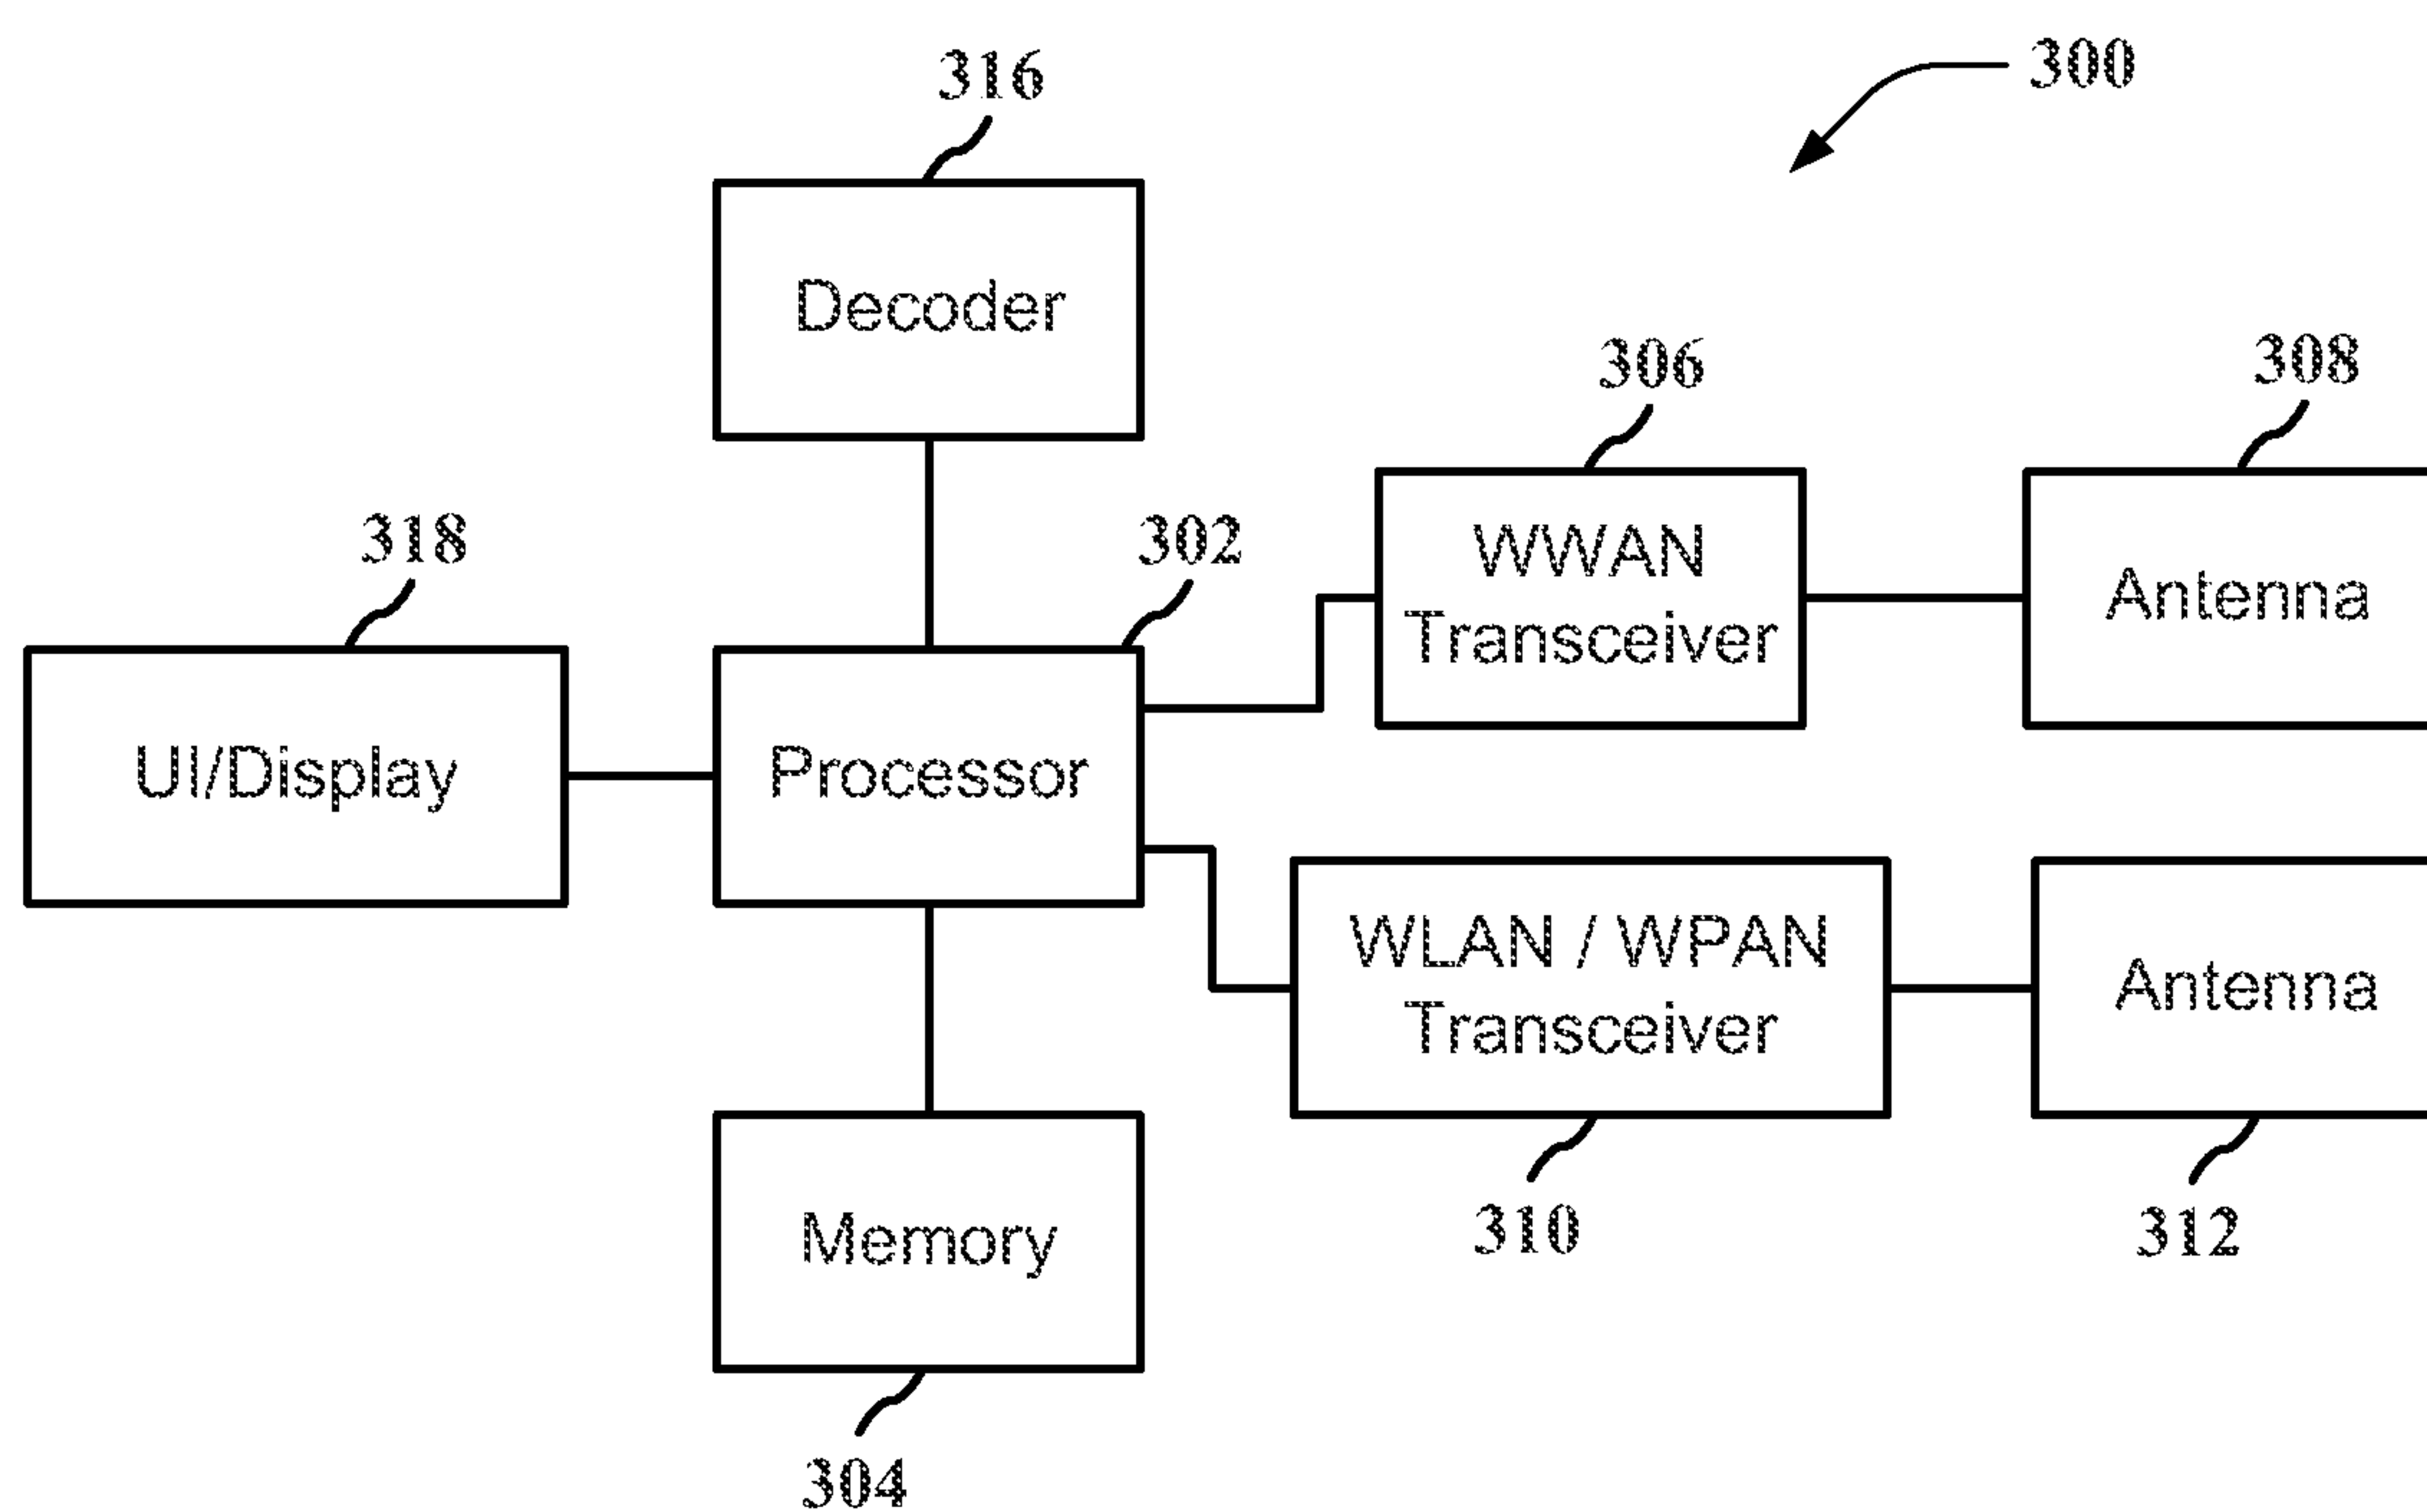 316
300
Decoder
306
308
318
302
WWAN
Transceiver
Antenna
UI/Display
Processor
WLAN / WPAN
Transceiver
Antenna
310
312
Memory
304